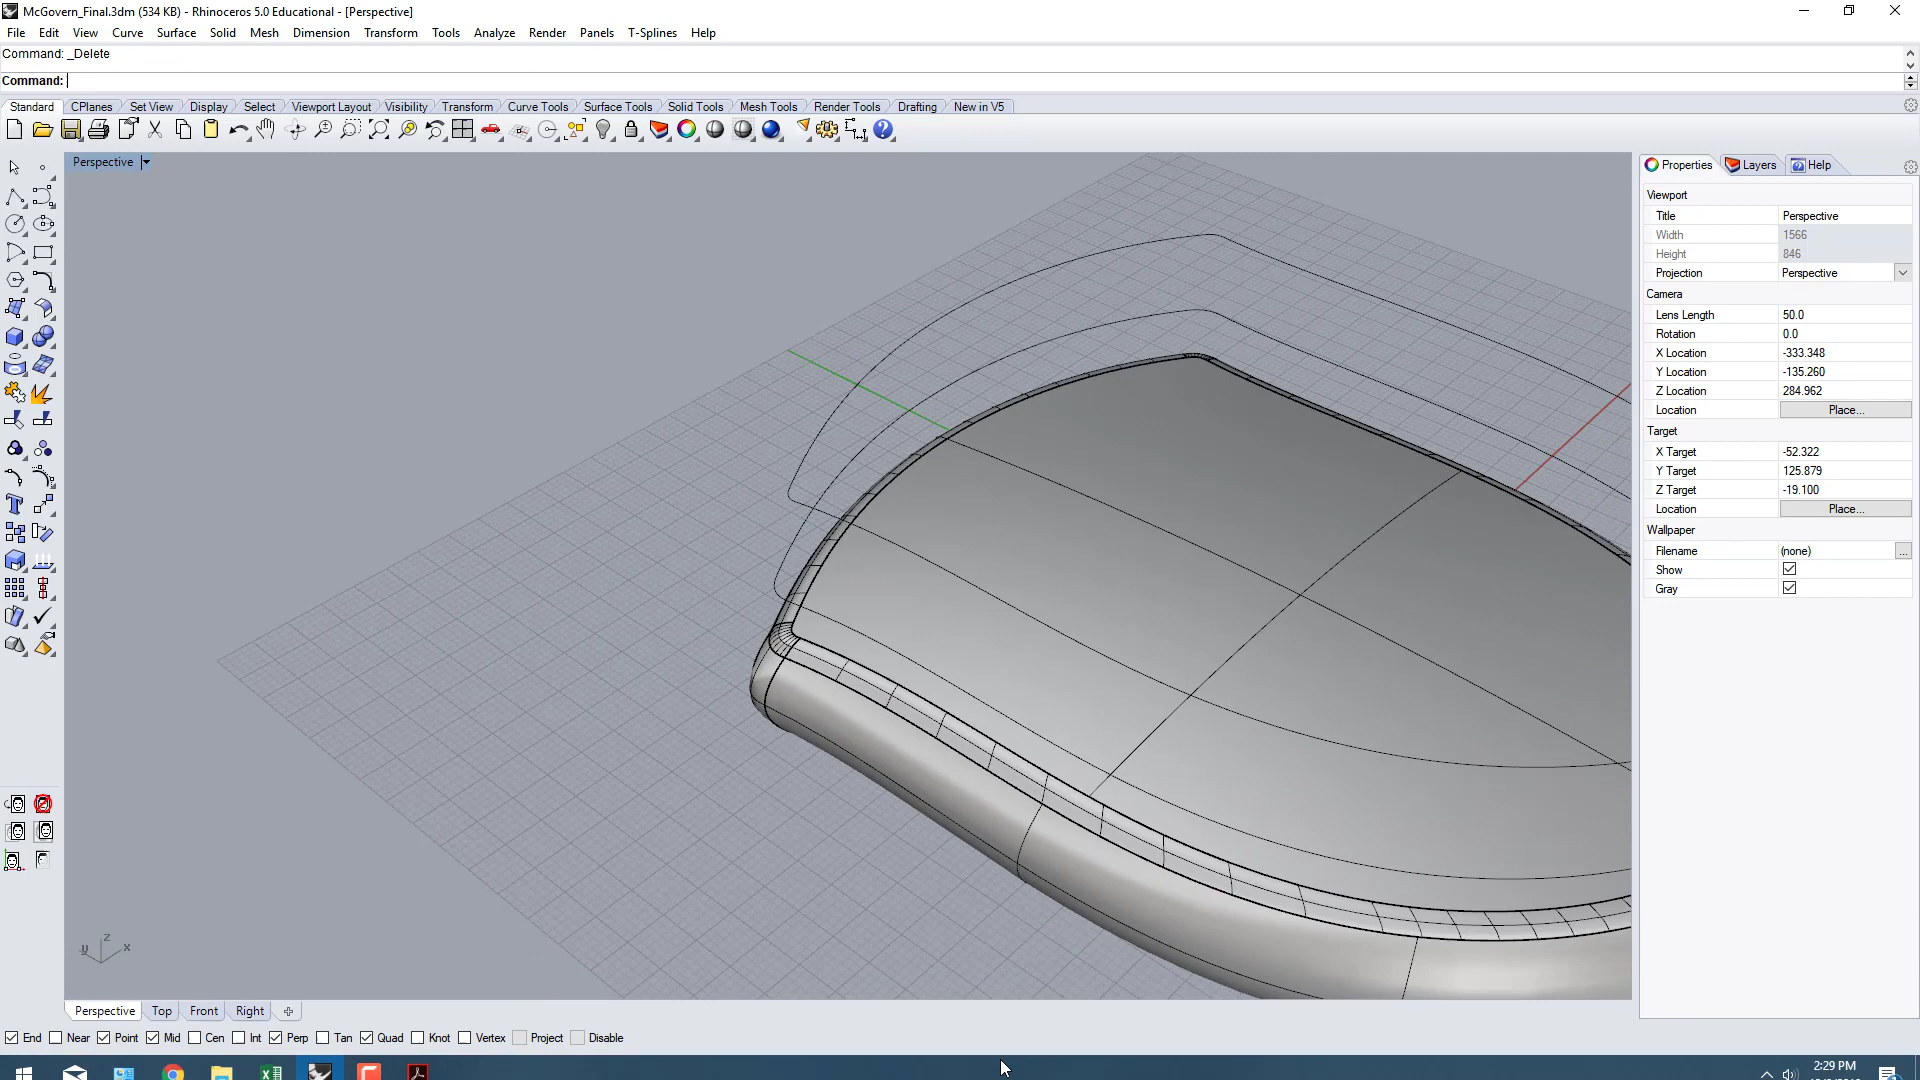 McGovern_Final.3dm (534 KB) - Rhinoceros 5.0 Educational - [Perspective]
File Edit View Curve Surface Solid Mesh Dimension Transform Tools Analyze Render Panels T-Splines Help
Command: _Delete
Command:
Standard CPlanes Set View Display Select Viewport Layout Visibility Transform Curve Tools Surface Tools Solid Tools Mesh Tools Render Tools Drafting New in V5
Perspective
Properties Layers Help
Viewport
Title Perspective
Width 1566
Height 846
Projection Perspective
Camera
Lens Length 50.0
Rotation 0.0
X Location -333.348
Y Location -135.260
Z Location 284.962
Location Place...
Target
X Target -52.322
Y Target 125.879
Z Target -19.100
Location Place...
Wallpaper
Filename (none) ...
Show
Gray
z
y x
Perspective Top Front Right
End Near Point Mid Cen Int Perp Tan Quad Knot Vertex Project Disable
2:29 PM